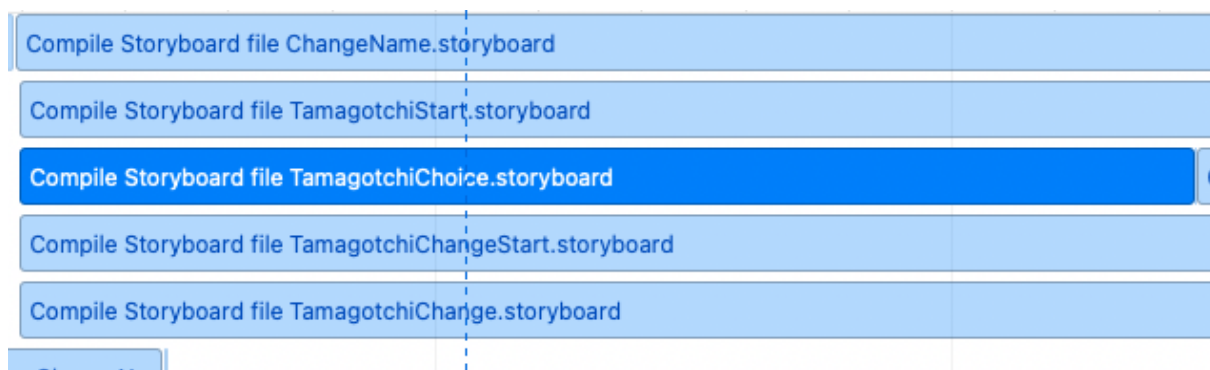 Compile Storyboard file ChangeName.storyboard
Compile Storyboard file TamagotchiStart.storyboard
Compile Storyboard file TamagotchiChoice.storyboard
Compile Storyboard file TamagotchiChangeStart.storyboard
Compile Storyboard file TamagotchiChange.storyboard